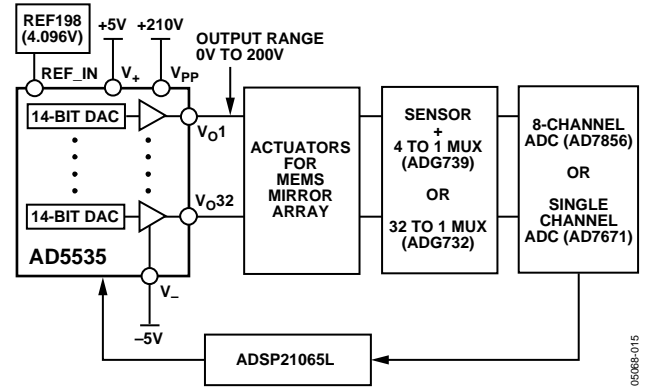 REF198
(4.096V)
+5V
+210V
OUTPUT RANGE
0V TO 200V
REF_IN
V+
VPP
14-BIT DAC
VO1
14-BIT DAC
VO32
AD5535
V–
–5V
ACTUATORS
FOR
MEMS
MIRROR
ARRAY
SENSOR
+
4 TO 1 MUX
(ADG739)
OR
32 TO 1 MUX
(ADG732)
8-CHANNEL
ADC (AD7856)
OR
SINGLE
CHANNEL
ADC (AD7671)
ADSP21065L
05068-015